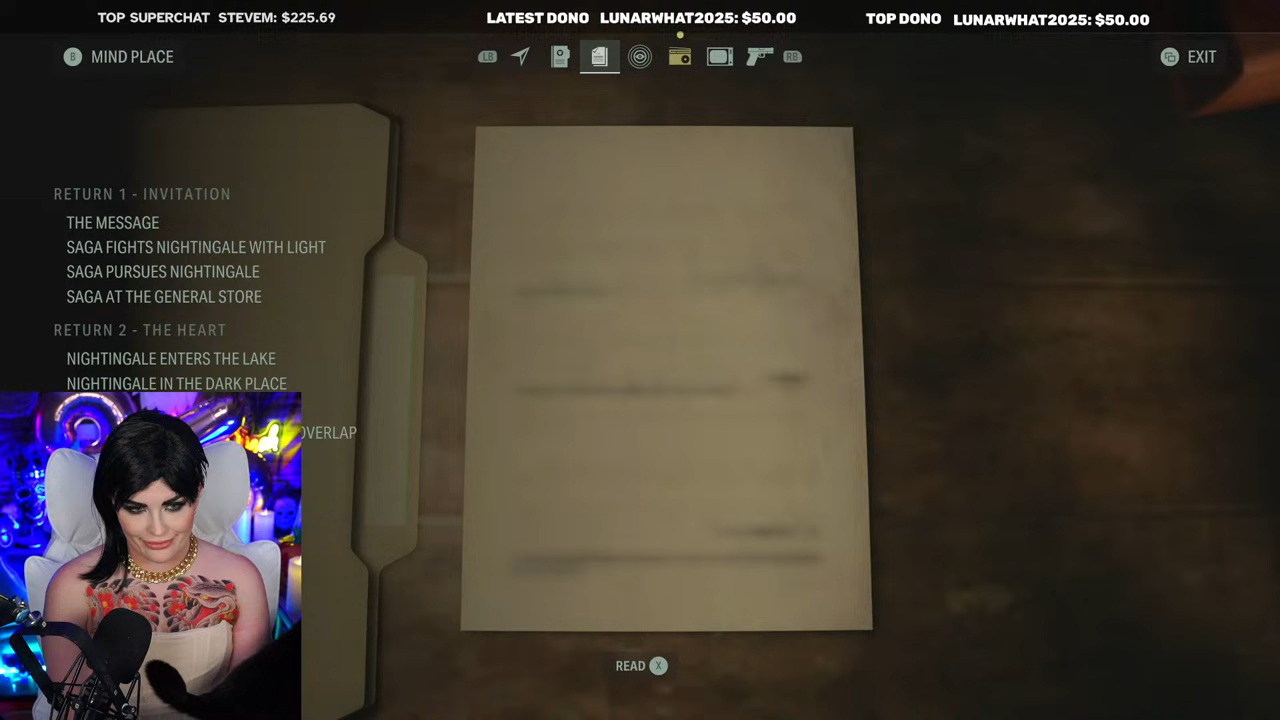 TOP SUPERCHAT STEVEM: $225.69
LATEST DONO LUNARWHAT2025: $50.00
TOP DONO LUNARWHAT2025: $50.00
B MIND PLACE
LB
RB
EXIT
RETURN 1 - INVITATION
THE MESSAGE
SAGA FIGHTS NIGHTINGALE WITH LIGHT
SAGA PURSUES NIGHTINGALE
SAGA AT THE GENERAL STORE
RETURN 2 - THE HEART
NIGHTINGALE ENTERS THE LAKE
NIGHTINGALE IN THE DARK PLACE
OVERLAP
READ X